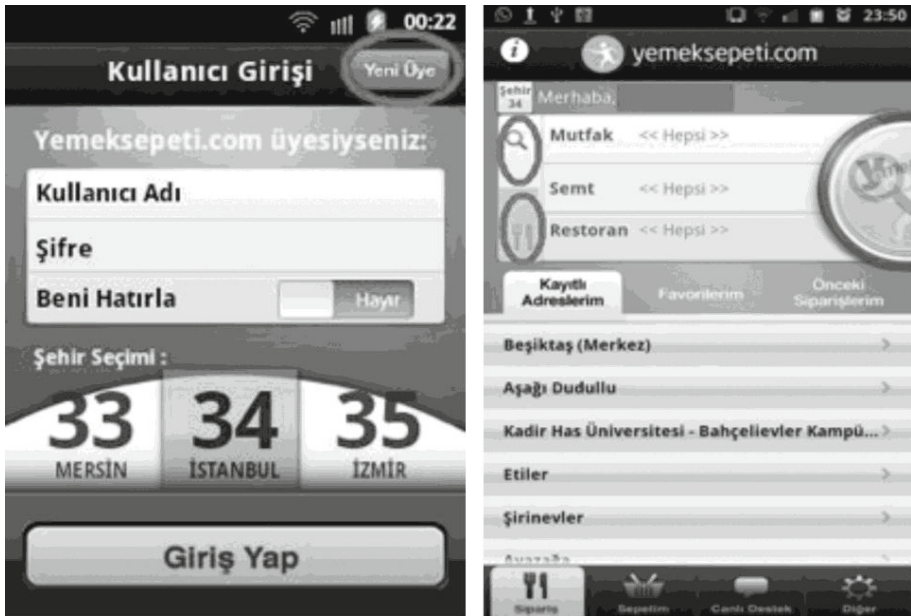 00:22
Kullanıcı Girişi
Yeni Üye
Yemeksepeti.com üyesiyseniz:
Kullanıcı Adı
Şifre
Beni Hatırla
Hayır
Şehir Seçimi :
33 34 35
MERSİN İSTANBUL İZMİR
Giriş Yap
23:50
i
yemeksepeti.com
Şehir
34
Merhaba,
Mutfak << Hepsi >>
Semt << Hepsi >>
Restoran << Hepsi >>
Kayıtlı
Adreslerim
Favorilerim
Önceki
Siparişlerim
Beşiktaş (Merkez)
Aşağı Dudullu
Kadir Has Üniversitesi - Bahçelievler Kampü...
Etiler
Şirinevler
Ayazağa
Sipariş
Sepetim
Canlı Destek
Diğer